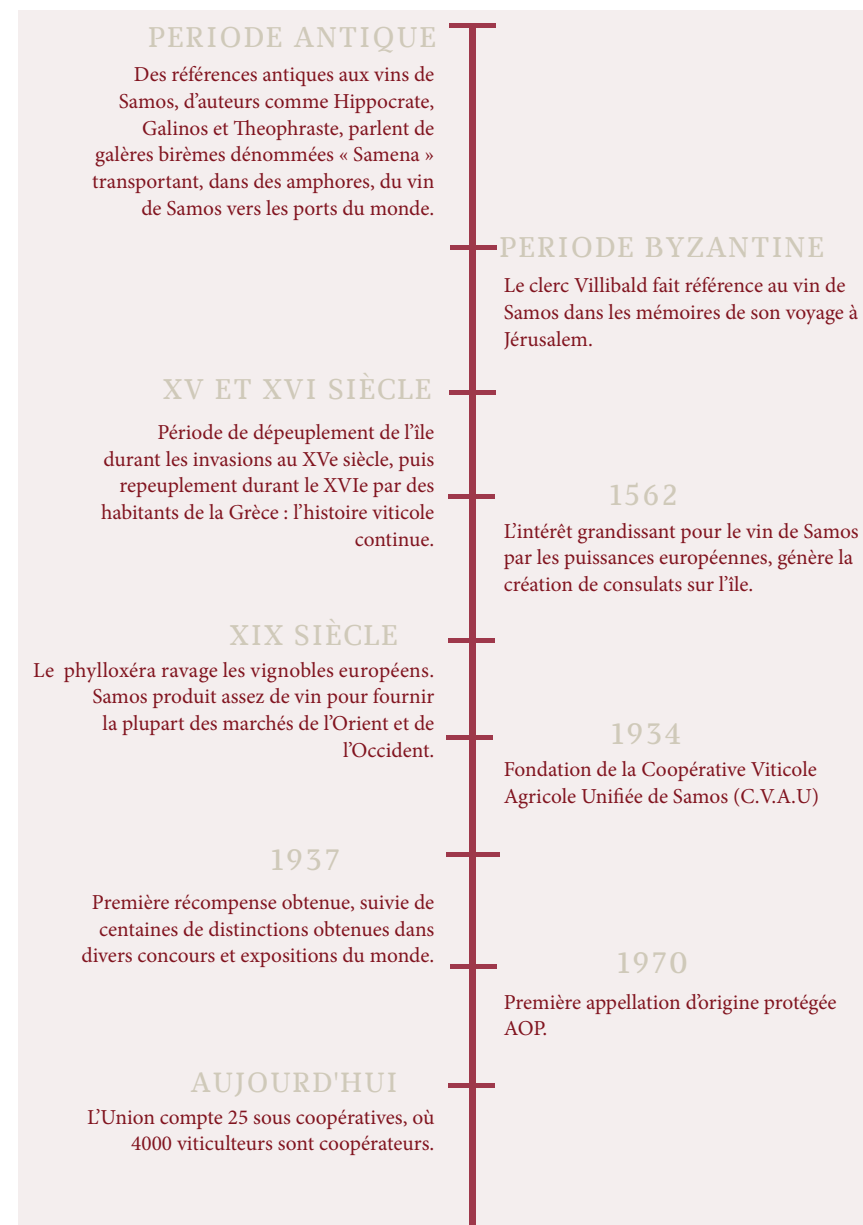 PERIODE ANTIQUE
Des références antiques aux vins de
Samos, d'auteurs comme Hippocrate,
Galinos et Theophraste, parlent de
galères birèmes dénommées « Samena »
transportant, dans des amphores, du vin
de Samos vers les ports du monde.
PERIODE BYZANTINE
Le clerc Villibald fait référence au vin de
Samos dans les mémoires de son voyage à
Jérusalem.
XV ET XVI SIÈCLE
Période de dépeuplement de l'île
durant les invasions au XVe siècle, puis
repeuplement durant le XVIe par des
habitants de la Grèce : l'histoire viticole
continue.
1562
L'intérêt grandissant pour le vin de Samos
par les puissances européennes, génère la
création de consulats sur l'île.
XIX SIÈCLE
Le phylloxéra ravage les vignobles européens.
Samos produit assez de vin pour fournir
la plupart des marchés de l'Orient et de
l'Occident.
1934
Fondation de la Coopérative Viticole
Agricole Unifiée de Samos (C.V.A.U)
1937
Première récompense obtenue, suivie de
centaines de distinctions obtenues dans
divers concours et expositions du monde.
1970
Première appellation d'origine protégée
AOP.
AUJOURD'HUI
L'Union compte 25 sous coopératives, où
4000 viticulteurs sont coopérateurs.